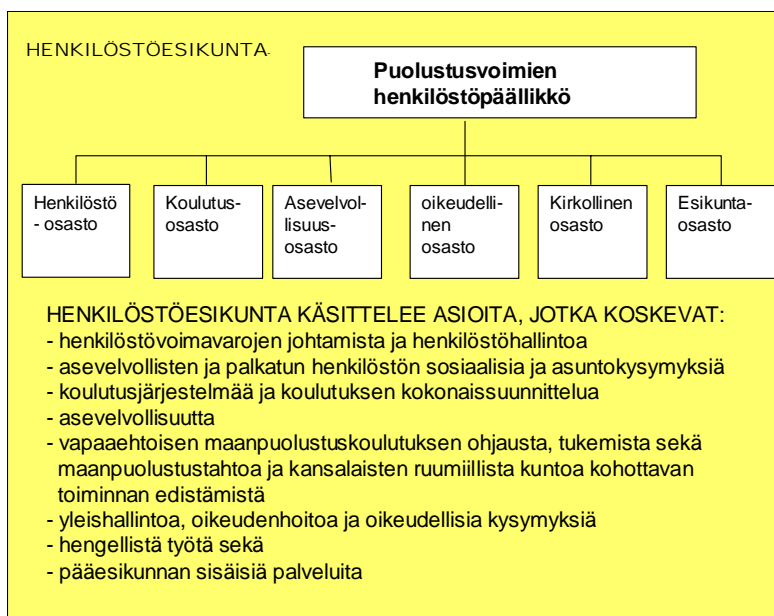 HENKILÖSTÖESIKUNTA
Puolustusvoimien
henkilöstöpäällikkö
Henkilöstö
- osasto
Koulutus-
osasto
Asevelvol-
lisuus-
osasto
oikeudelli-
nen
osasto
Kirkollinen
osasto
Esikunta-
osasto
HENKILÖSTÖESIKUNTA KÄSITTELEE ASIOITA, JOTKA KOSKEVAT:
- henkilöstövoimavarojen johtamista ja henkilöstöhallintoa
- asevelvollisten ja palkatun henkilöstön sosiaalisia ja asuntokysymyksiä
- koulutusjärjestelmää ja koulutuksen kokonaissuunnittelua
- asevelvollisuutta
- vapaaehtoisen maanpuolustuskoulutuksen ohjausta, tukemista sekä
maanpuolustustahtoa ja kansalaisten ruumiillista kuntoa kohottavan
toiminnan edistämistä
- yleishallintoa, oikeudenhoitoa ja oikeudellisia kysymyksiä
- hengellistä työtä sekä
- pääesikunnan sisäisiä palveluita